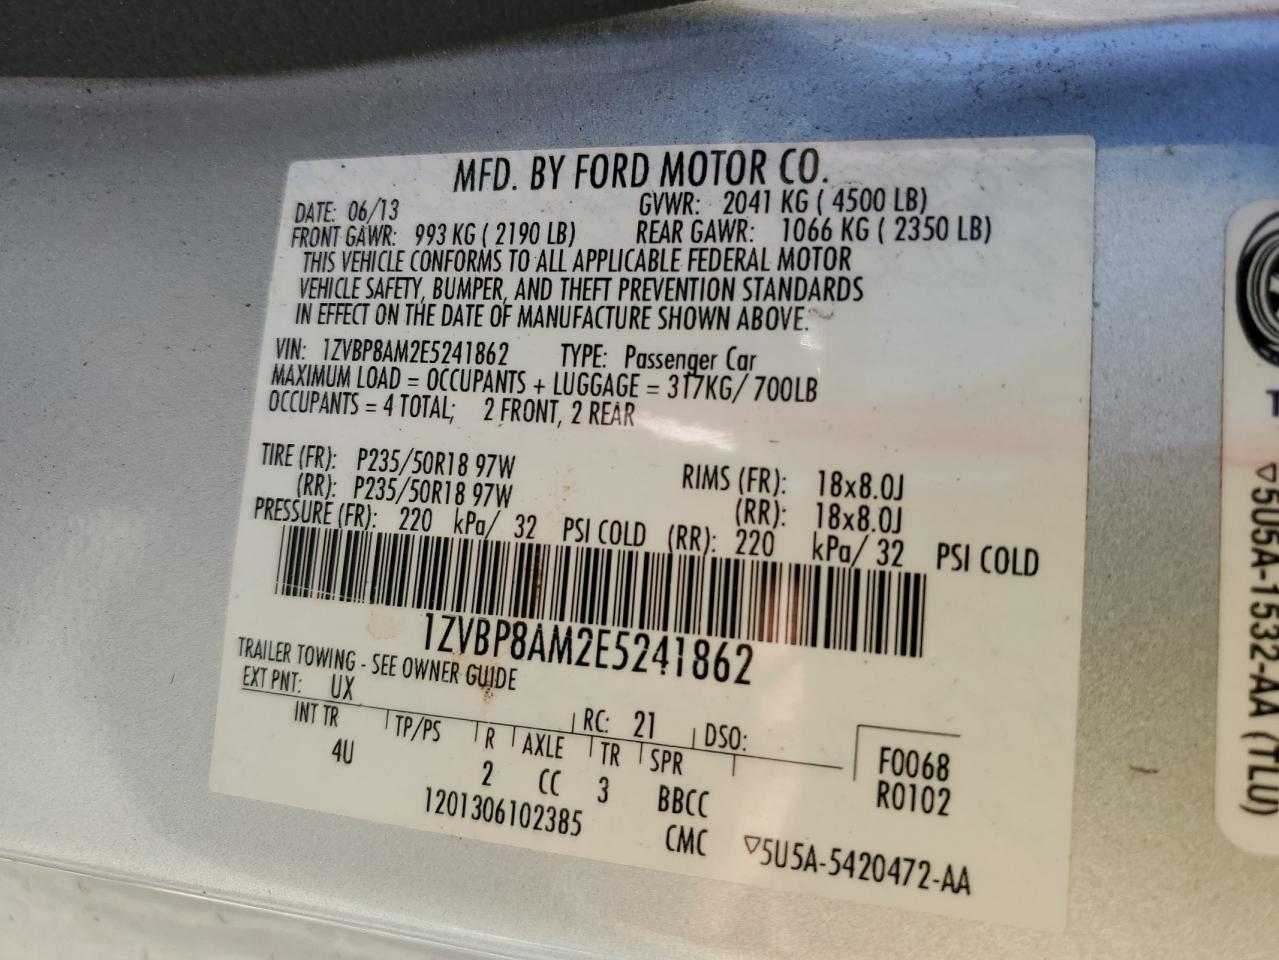 MFD. BY FORD MOTOR CO.
DATE: 06/13 GVWR: 2041 KG ( 4500 LB)
FRONT GAWR: 993 KG ( 2190 LB) REAR GAWR: 1066 KG ( 2350 LB)
THIS VEHICLE CONFORMS TO ALL APPLICABLE FEDERAL MOTOR
VEHICLE SAFETY, BUMPER, AND THEFT PREVENTION STANDARDS
IN EFFECT ON THE DATE OF MANUFACTURE SHOWN ABOVE.
VIN: 1ZVBP8AM2E5241862 TYPE: Passenger Car
MAXIMUM LOAD = OCCUPANTS + LUGGAGE = 317KG/ 700LB
OCCUPANTS = 4 TOTAL; 2 FRONT, 2 REAR
TIRE (FR): P235/50R18 97W RIMS (FR): 18x8.0J
(RR): P235/50R18 97W (RR): 18x8.0J
PRESSURE (FR): 220 kPa/ 32 PSI COLD (RR): 220 kPa/ 32 PSI COLD
1ZVBP8AM2E5241862
TRAILER TOWING - SEE OWNER GUIDE
EXT PNT: UX RC: 21 DSO:
INT TR TP/PS R AXLE TR SPR F0068
4U 2 CC 3 BBCC R0102
1201306102385 CMC ▽5U5A-5420472-AA
▽5U5A-1532-AA (TLU)